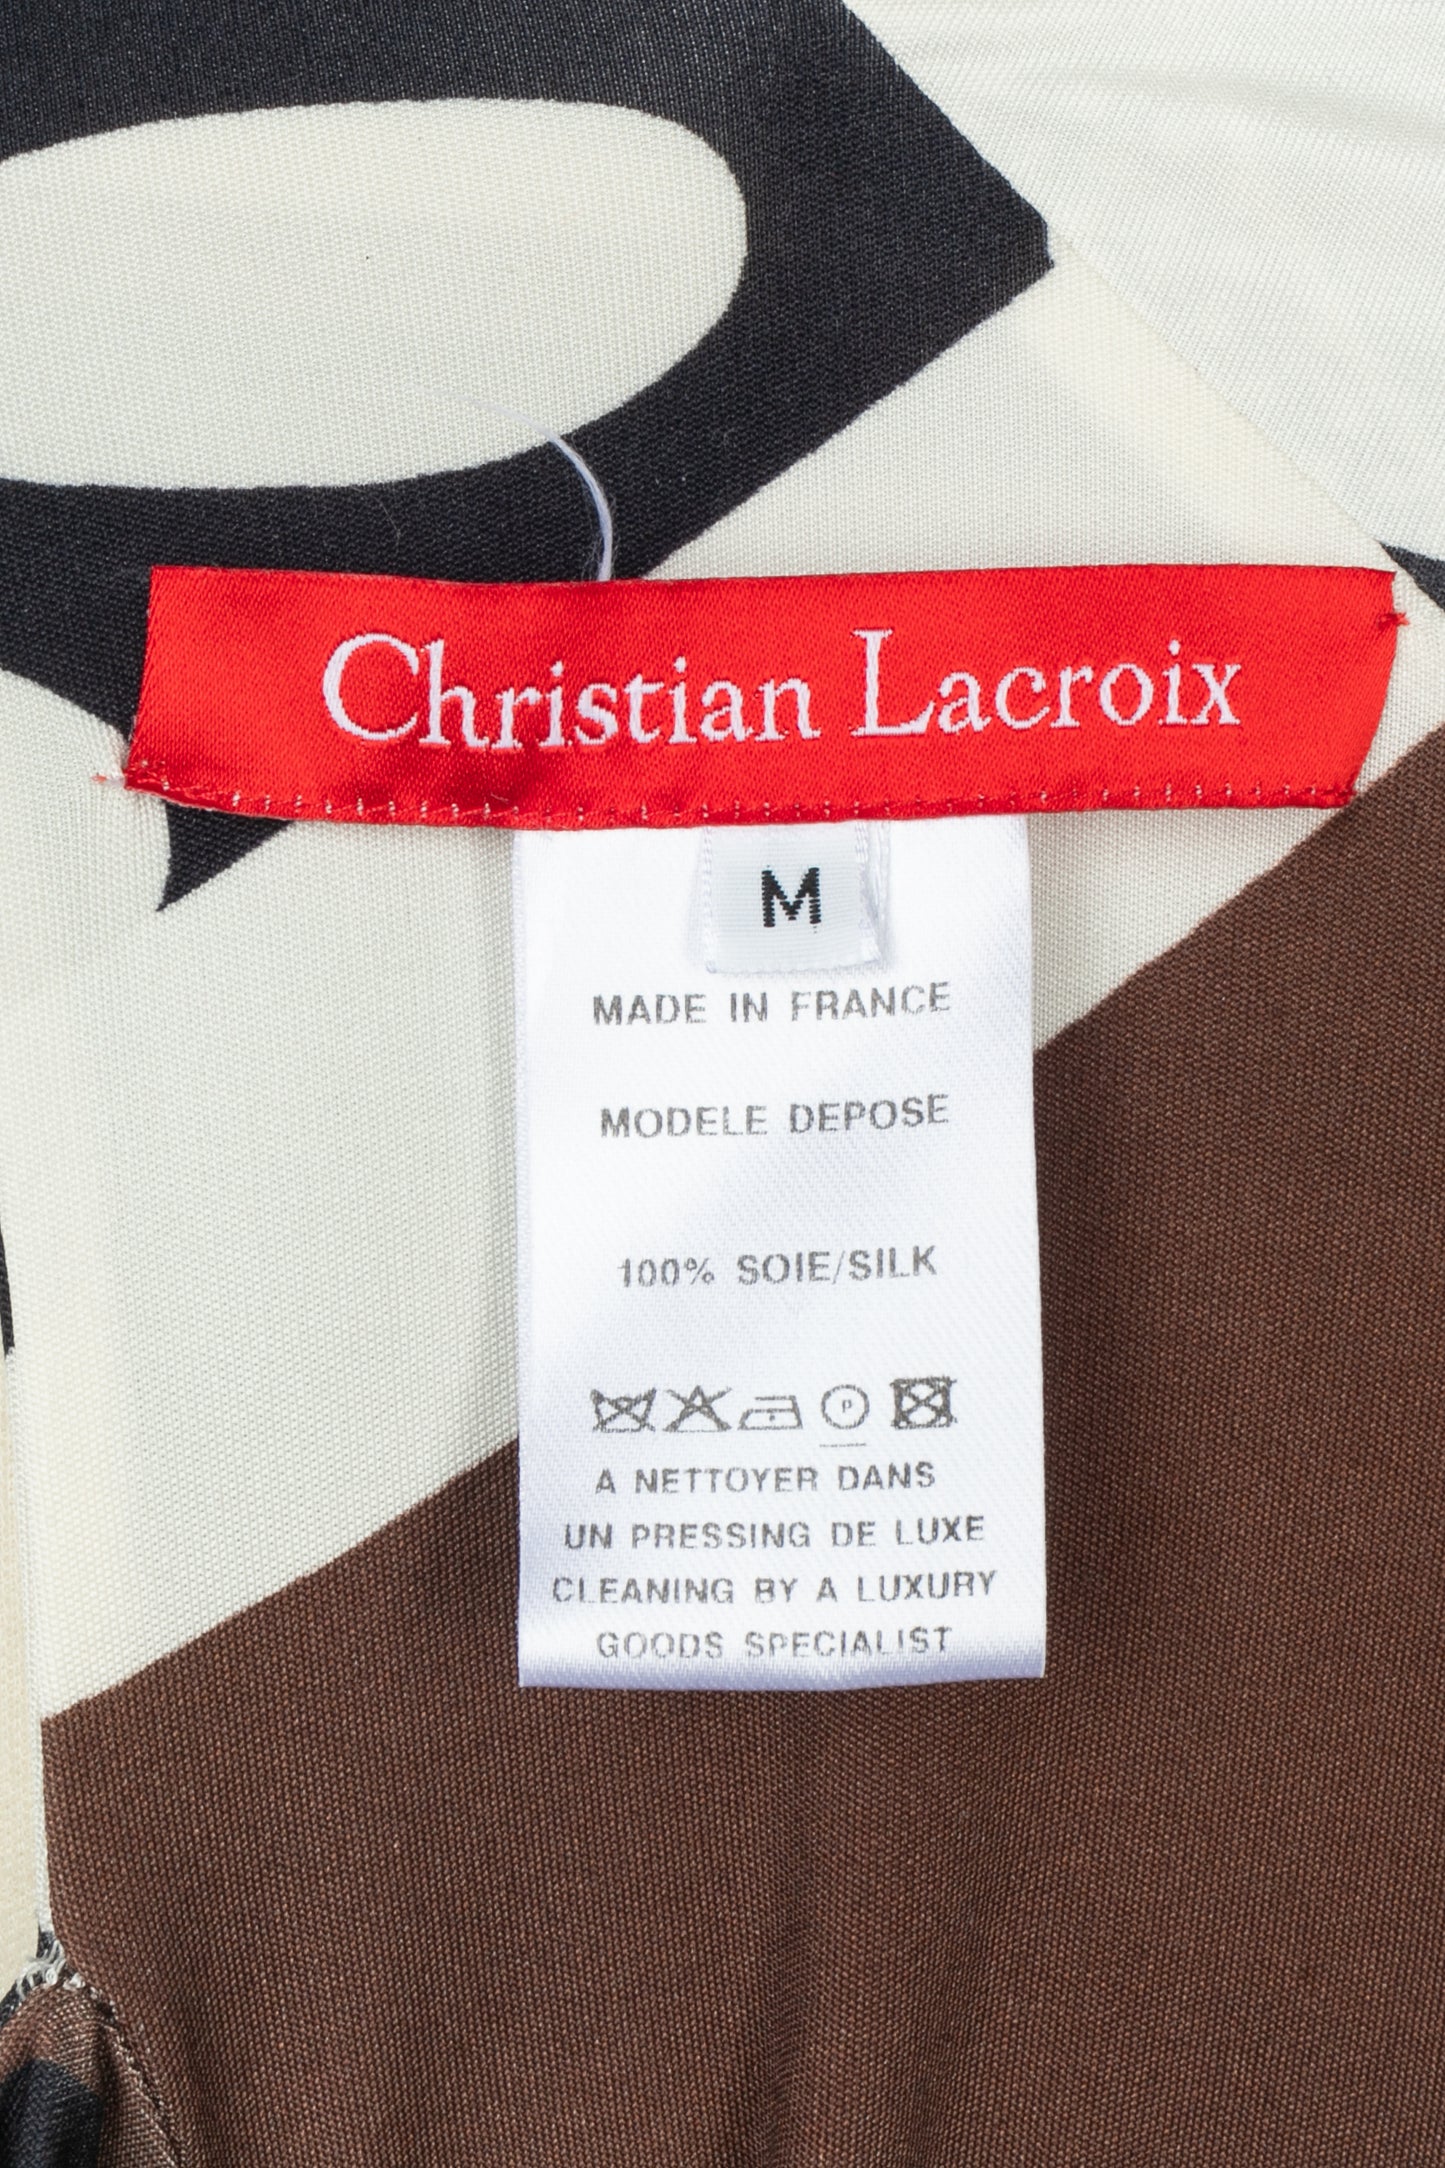 Christian Lacroix
M
MADE IN FRANCE
MODELE DEPOSE
100% SOIE/SILK
P
A NETTOYER DANS
UN PRESSING DE LUXE
CLEANING BY A LUXURY
GOODS SPECIALIST